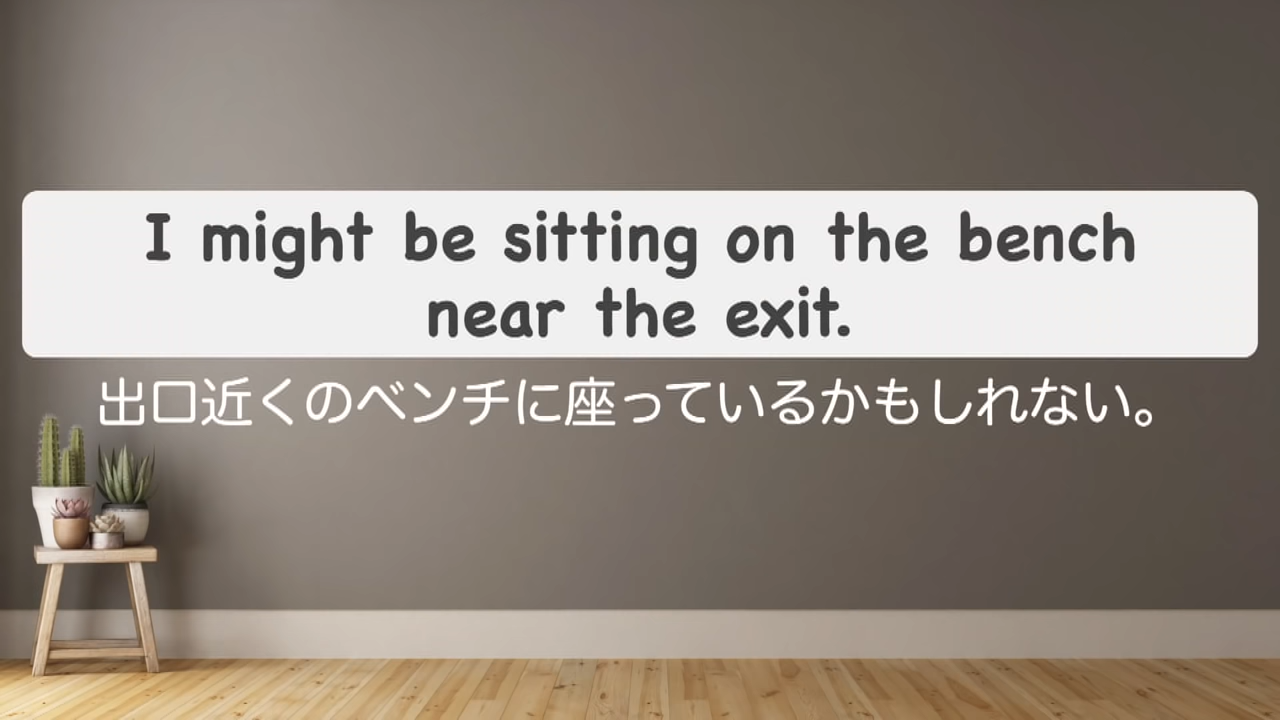 I might be sitting on the bench
near the exit.
出口近くのベンチに座っているかもしれない。